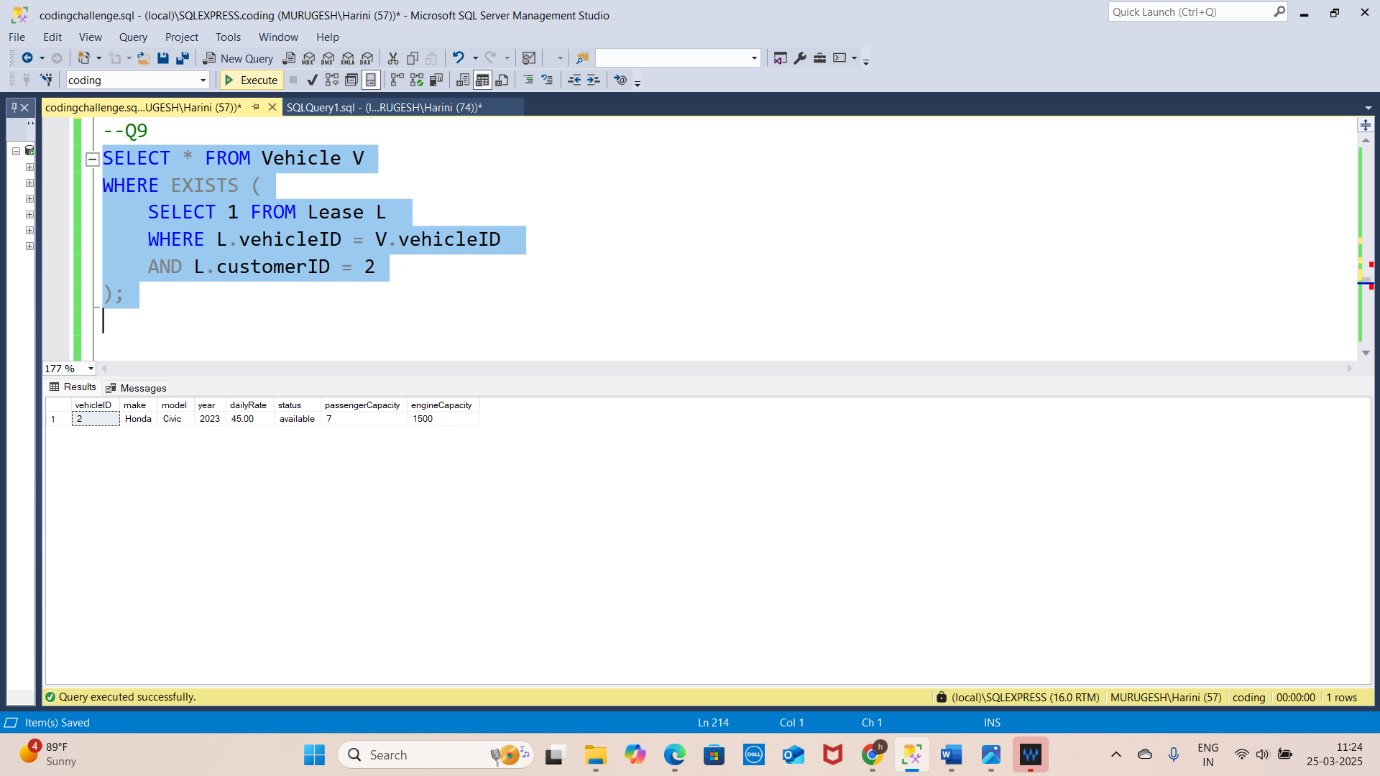 codingchallenge.sql - (local)\SQLEXPRESS.coding (MURUGESH\Harini (57))* - Microsoft SQL Server Management Studio
Quick Launch (Ctrl+Q)
File Edit View Query Project Tools Window Help
New Query
coding Execute
codingchallenge.sq...UGESH\Harini (57))* SQLQuery1.sql - (l...RUGESH\Harini (74))*
--Q9
SELECT * FROM Vehicle V
WHERE EXISTS (
SELECT 1 FROM Lease L
WHERE L.vehicleID = V.vehicleID
AND L.customerID = 2
);
177 %
Results Messages
vehicleID make model year dailyRate status passengerCapacity engineCapacity
1 2 Honda Civic 2023 45.00 available 7 1500
Query executed successfully. (local)\SQLEXPRESS (16.0 RTM) MURUGESH\Harini (57) coding 00:00:00 1 rows
Item(s) Saved Ln 214 Col 1 Ch 1 INS
4 89°F
Sunny
Search
DELL
h
W
ENG
IN
11:24
25-03-2025